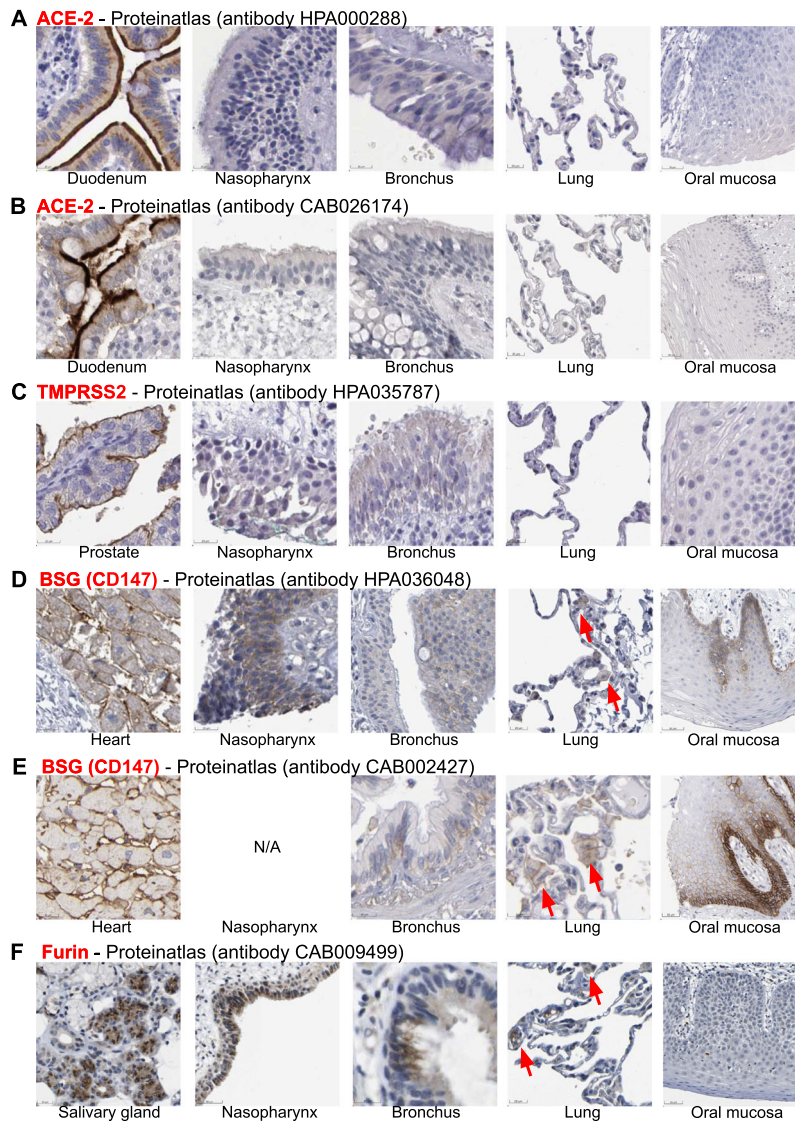 A ACE-2 - Proteinatlas (antibody HPA000288)
Duodenum Nasopharynx Bronchus Lung Oral mucosa
B ACE-2 - Proteinatlas (antibody CAB026174)
Duodenum Nasopharynx Bronchus Lung Oral mucosa
C TMPRSS2 - Proteinatlas (antibody HPA035787)
Prostate Nasopharynx Bronchus Lung Oral mucosa
D BSG (CD147) - Proteinatlas (antibody HPA036048)
Heart Nasopharynx Bronchus Lung Oral mucosa
E BSG (CD147) - Proteinatlas (antibody CAB002427)
N/A
Heart Nasopharynx Bronchus Lung Oral mucosa
F Furin - Proteinatlas (antibody CAB009499)
Salivary gland Nasopharynx Bronchus Lung Oral mucosa